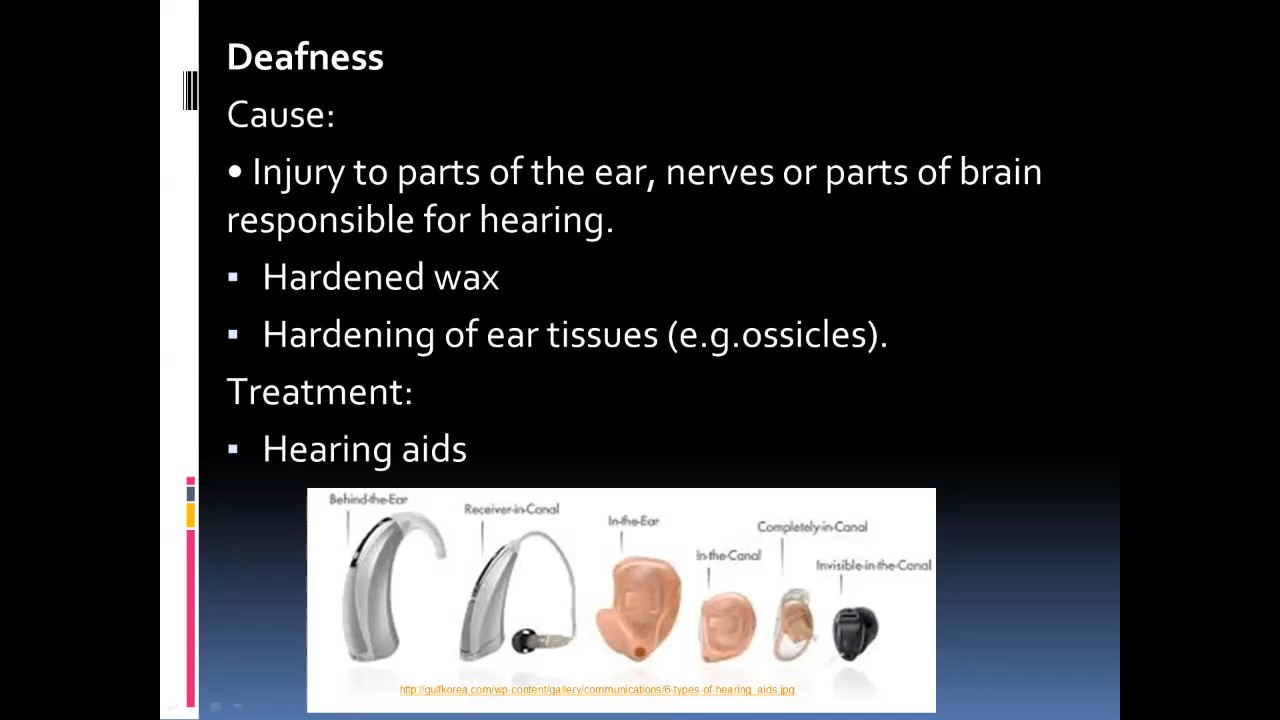 Deafness
Cause:
• Injury to parts of the ear, nerves or parts of brain
responsible for hearing.
▪ Hardened wax
▪ Hardening of ear tissues (e.g.ossicles).
Treatment:
▪ Hearing aids
Behind-the-Ear
Receiver-in-Canal
In-the-Ear
Completely-in-Canal
In-the-Canal
Invisible-in-the-Canal
http://gulfkorea.com/wp-content/gallery/communications/6-types-of-hearing_aids.jpg